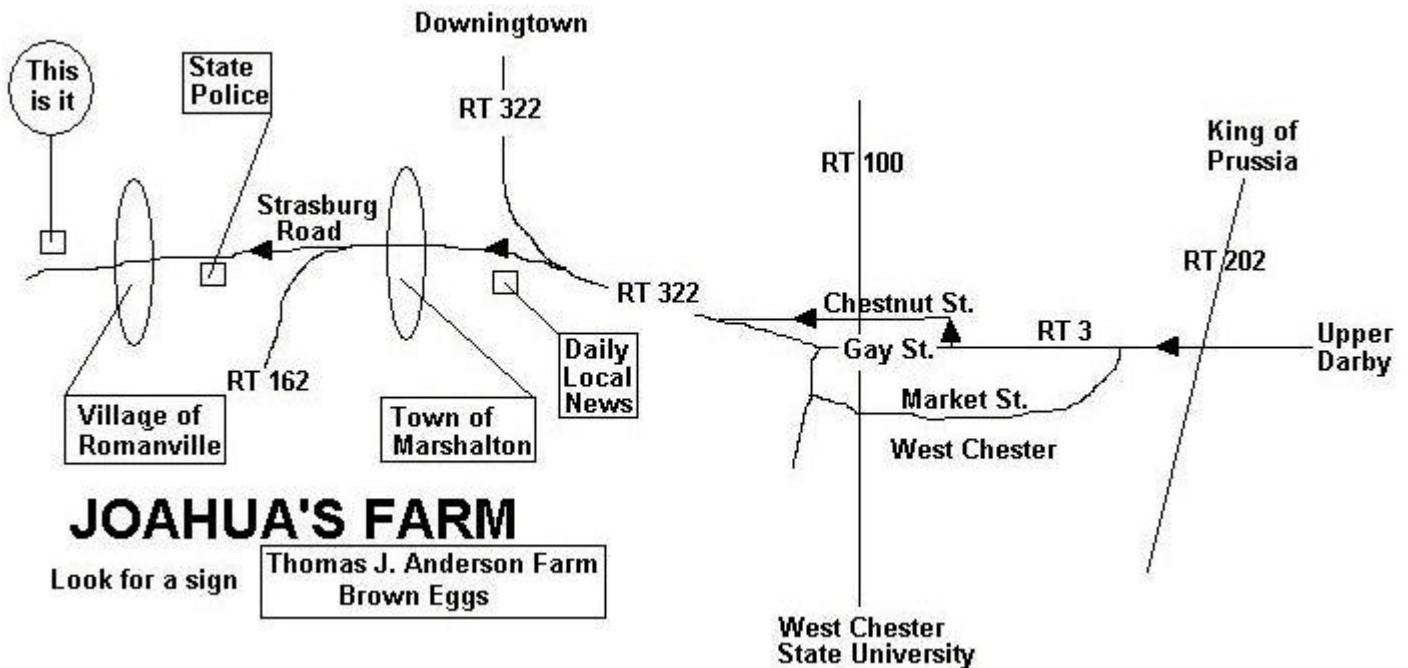 Downingtown
This
is it
State
Police
RT 322
RT 100
King of
Prussia
Strasburg
Road
RT 202
RT 322
Chestnut St.
RT 3
Gay St.
Upper
Darby
Daily
Local
News
RT 162
Market St.
Village of
Romanville
Town of
Marshalton
West Chester
JOAHUA'S FARM
Look for a sign
Thomas J. Anderson Farm
Brown Eggs
West Chester
State University